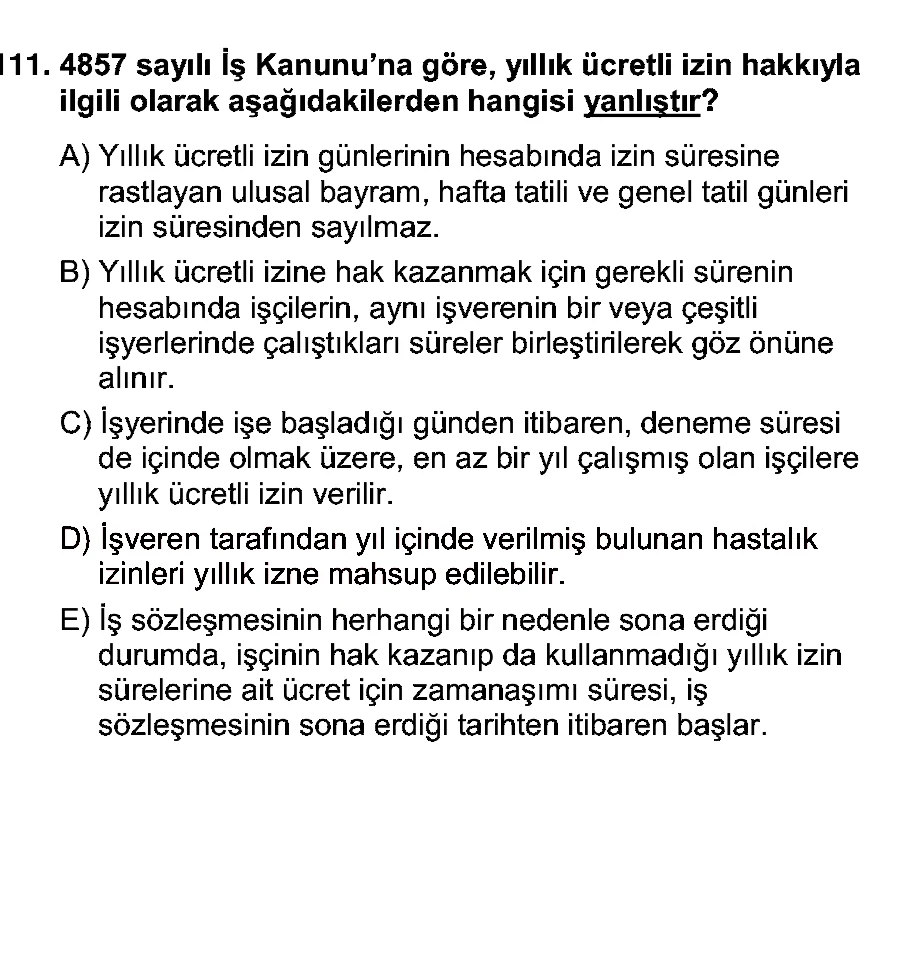 111. 4857 sayılı İş Kanunu’na göre, yıllık ücretli izin hakkıyla
ilgili olarak aşağıdakilerden hangisi yanlıştır?
A) Yıllık ücretli izin günlerinin hesabında izin süresine
rastlayan ulusal bayram, hafta tatili ve genel tatil günleri
izin süresinden sayılmaz.
B) Yıllık ücretli izine hak kazanmak için gerekli sürenin
hesabında işçilerin, aynı işverenin bir veya çeşitli
işyerlerinde çalıştıkları süreler birleştirilerek göz önüne
alınır.
C) İşyerinde işe başladığı günden itibaren, deneme süresi
de içinde olmak üzere, en az bir yıl çalışmış olan işçilere
yıllık ücretli izin verilir.
D) İşveren tarafından yıl içinde verilmiş bulunan hastalık
izinleri yıllık izne mahsup edilebilir.
E) İş sözleşmesinin herhangi bir nedenle sona erdiği
durumda, işçinin hak kazanıp da kullanmadığı yıllık izin
sürelerine ait ücret için zamanaşımı süresi, iş
sözleşmesinin sona erdiği tarihten itibaren başlar.